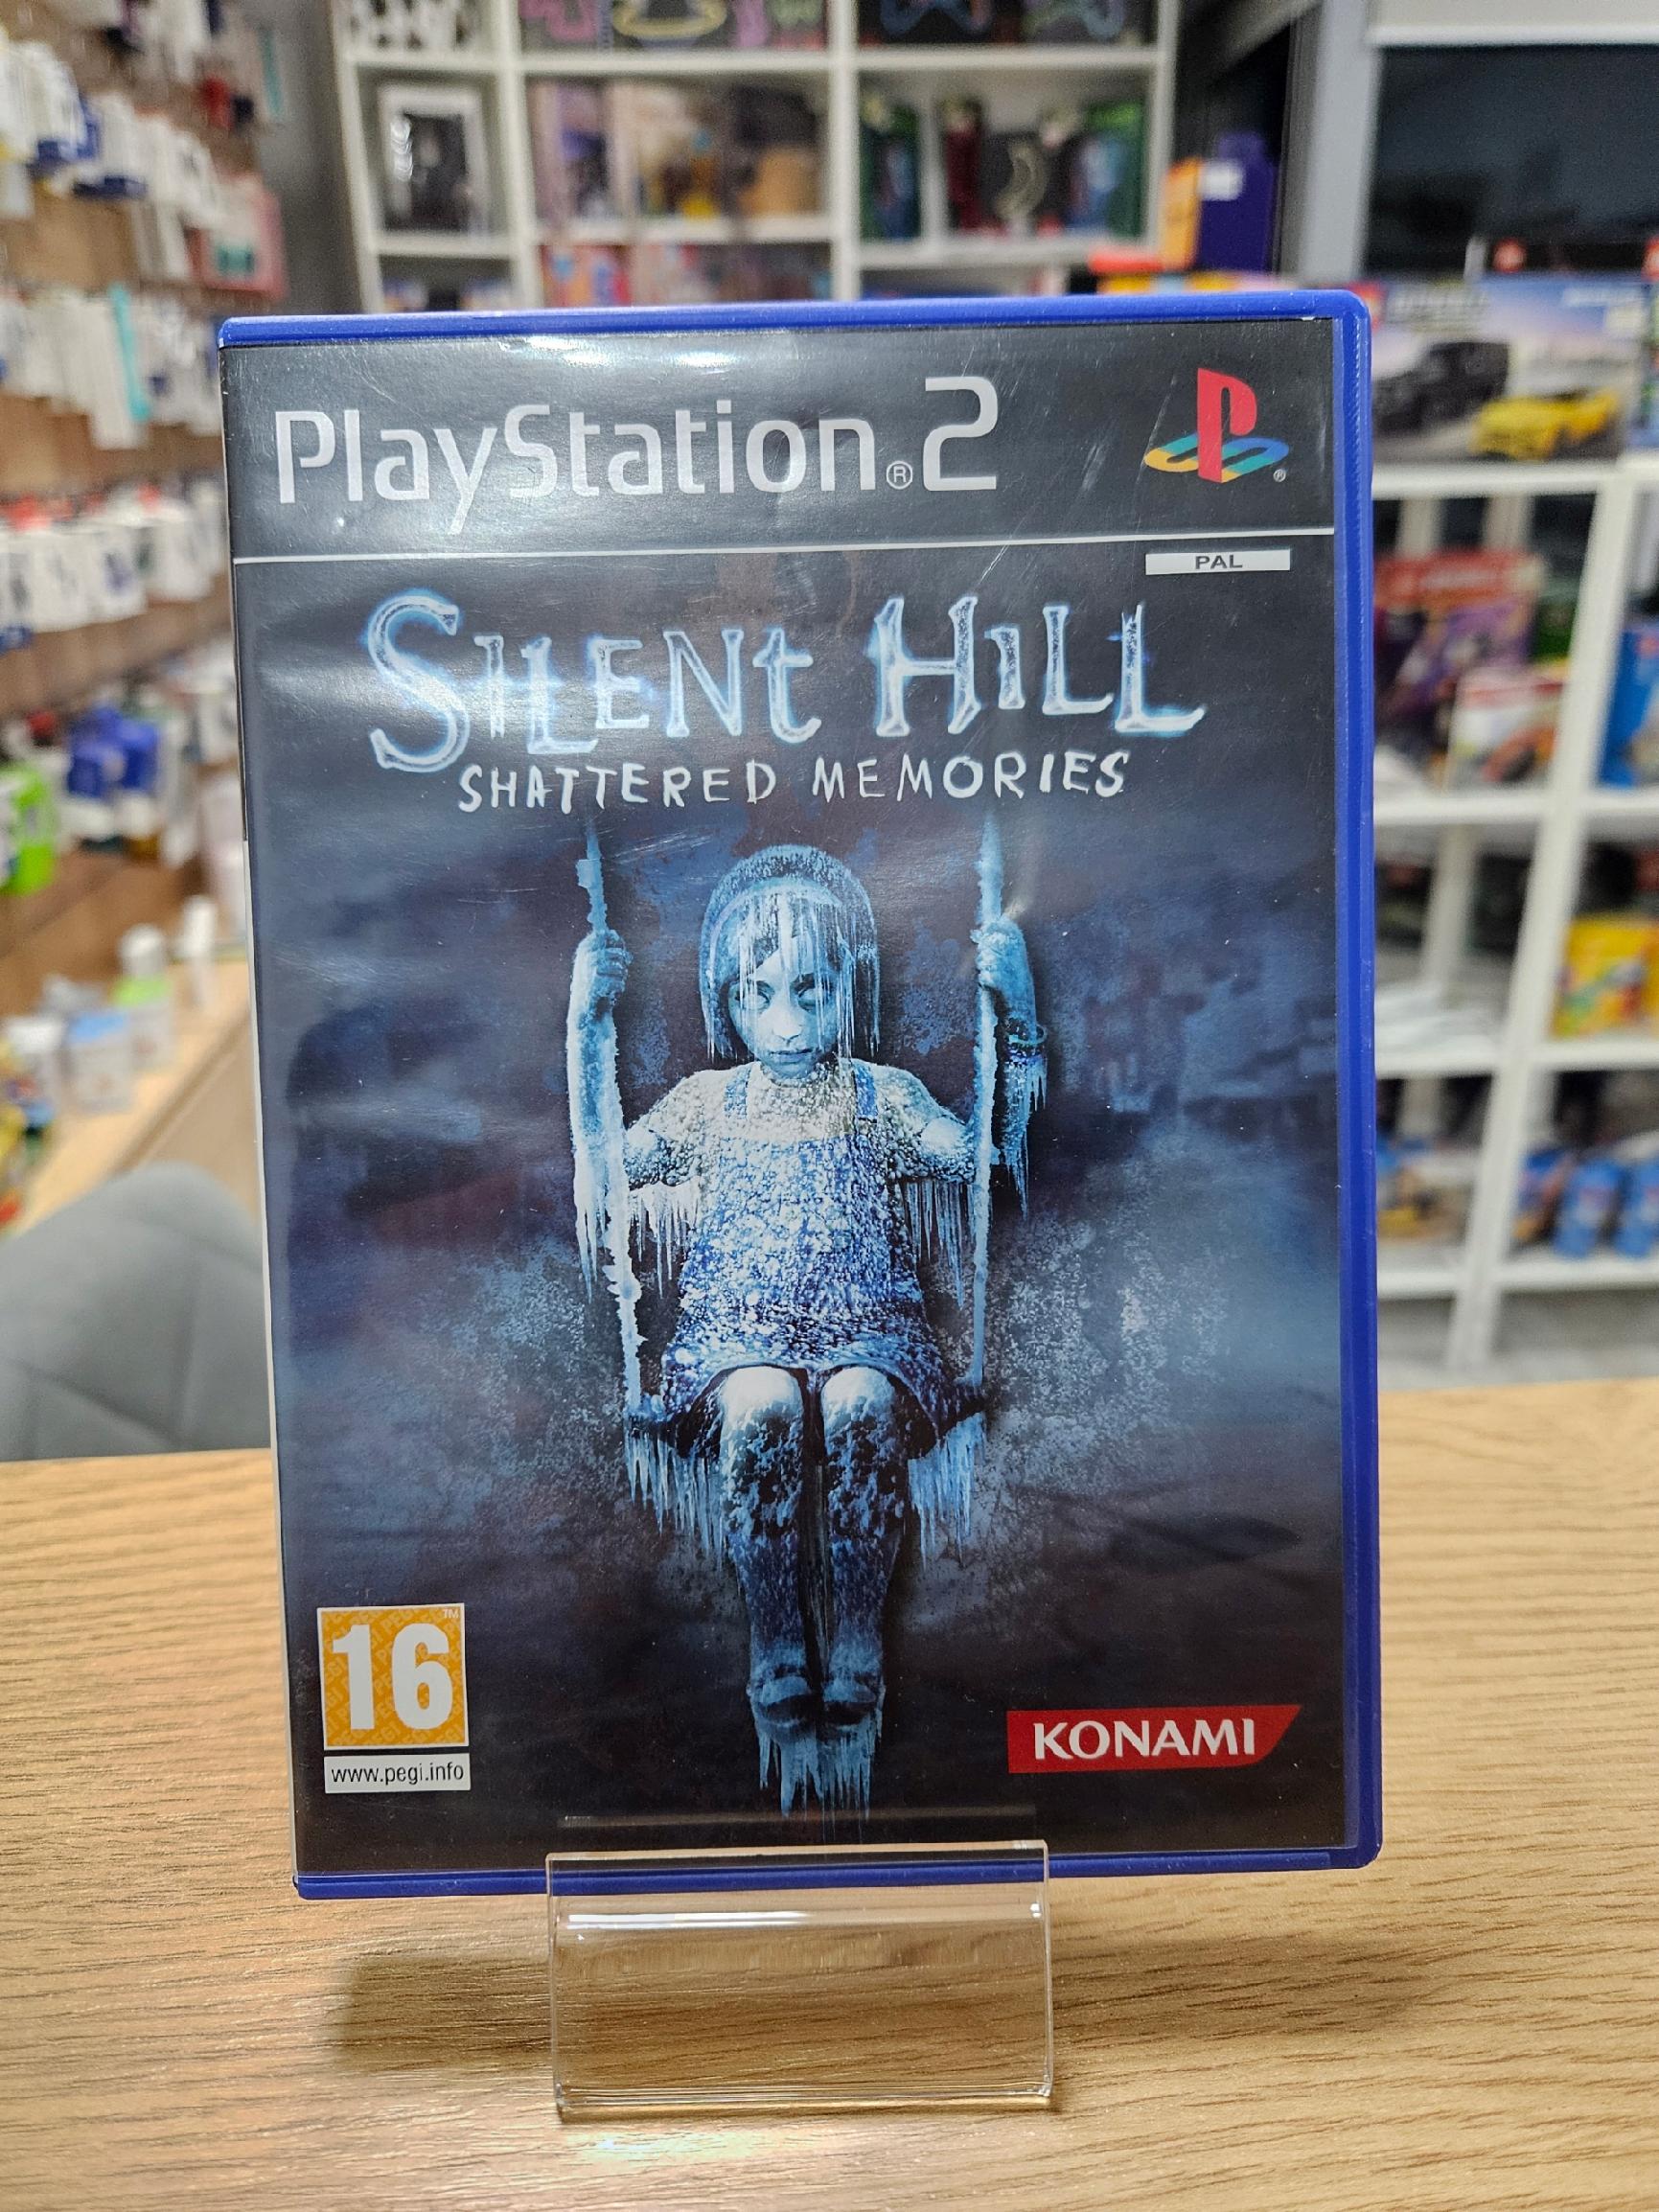 PlayStation®2
PAL
SILENT HILL
SHATTERED MEMORIES
16
www.pegi.info
KONAMI